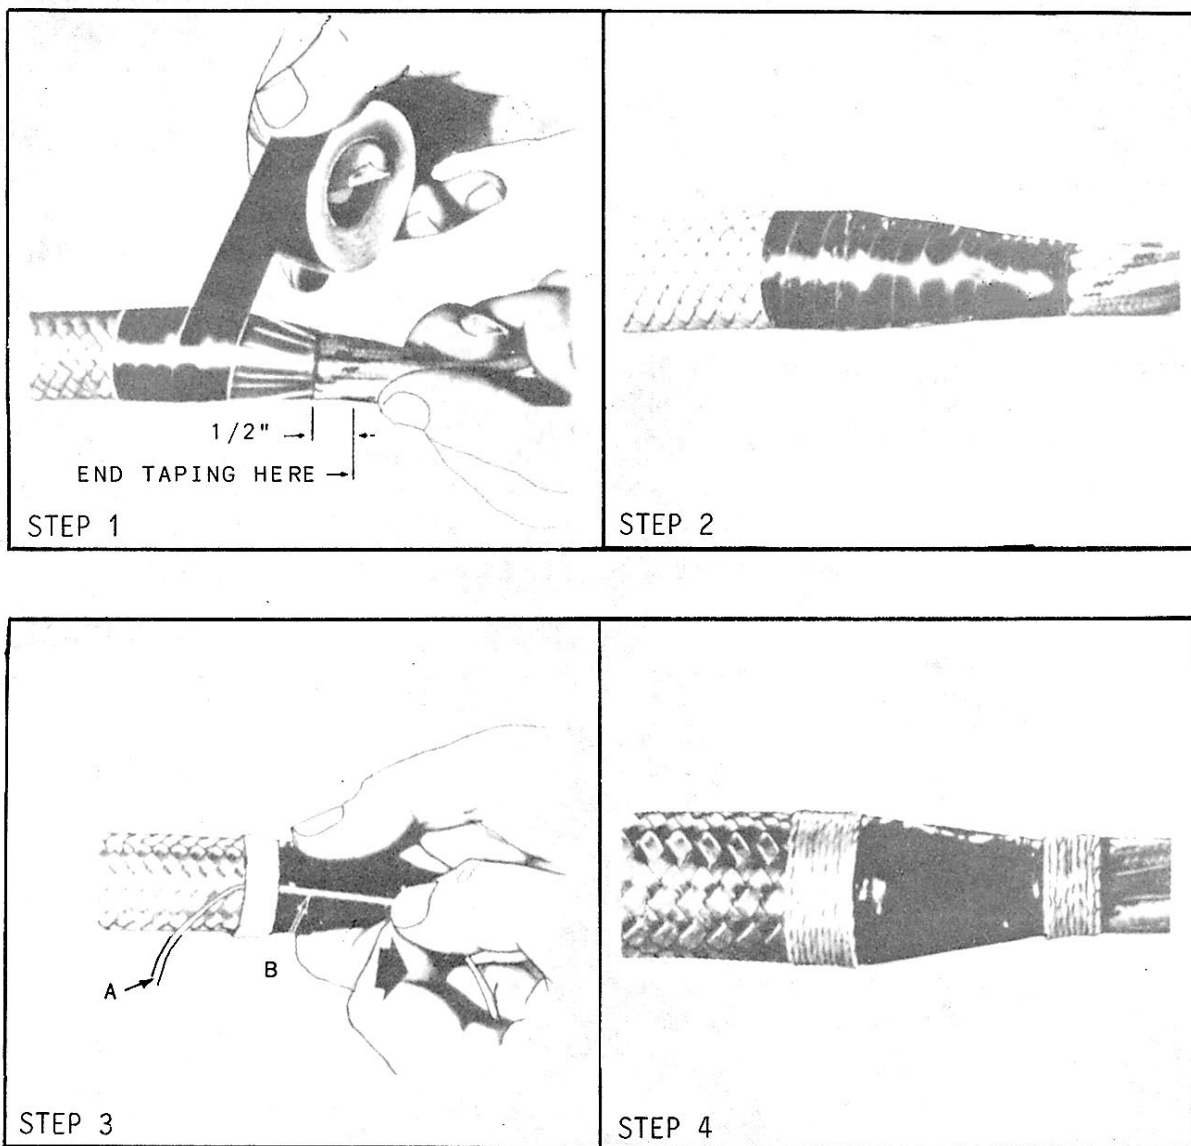 1/2"
END TAPING HERE
STEP 1
STEP 2
A
B
STEP 3
STEP 4